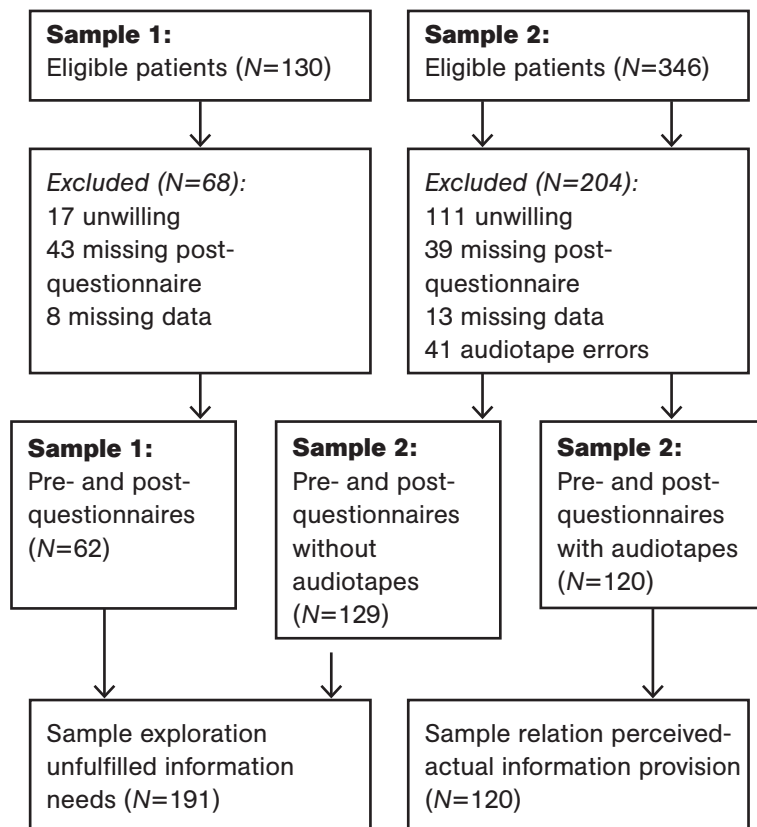 Sample 1:
Eligible patients (N=130)
Sample 2:
Eligible patients (N=346)
Excluded (N=68):
17 unwilling
43 missing post-
questionnaire
8 missing data
Excluded (N=204):
111 unwilling
39 missing post-
questionnaire
13 missing data
41 audiotape errors
Sample 1:
Pre- and post-
questionnaires
(N=62)
Sample 2:
Pre- and post-
questionnaires
without
audiotapes
(N=129)
Sample 2:
Pre- and post-
questionnaires
with audiotapes
(N=120)
Sample exploration
unfulfilled information
needs (N=191)
Sample relation perceived-
actual information provision
(N=120)